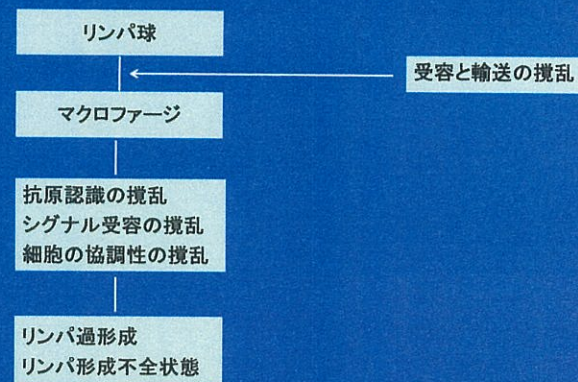 リンパ球
受容と輸送の撹乱
マクロファージ
抗原認識の撹乱
シグナル受容の撹乱
細胞の協調性の撹乱
リンパ過形成
リンパ形成不全状態